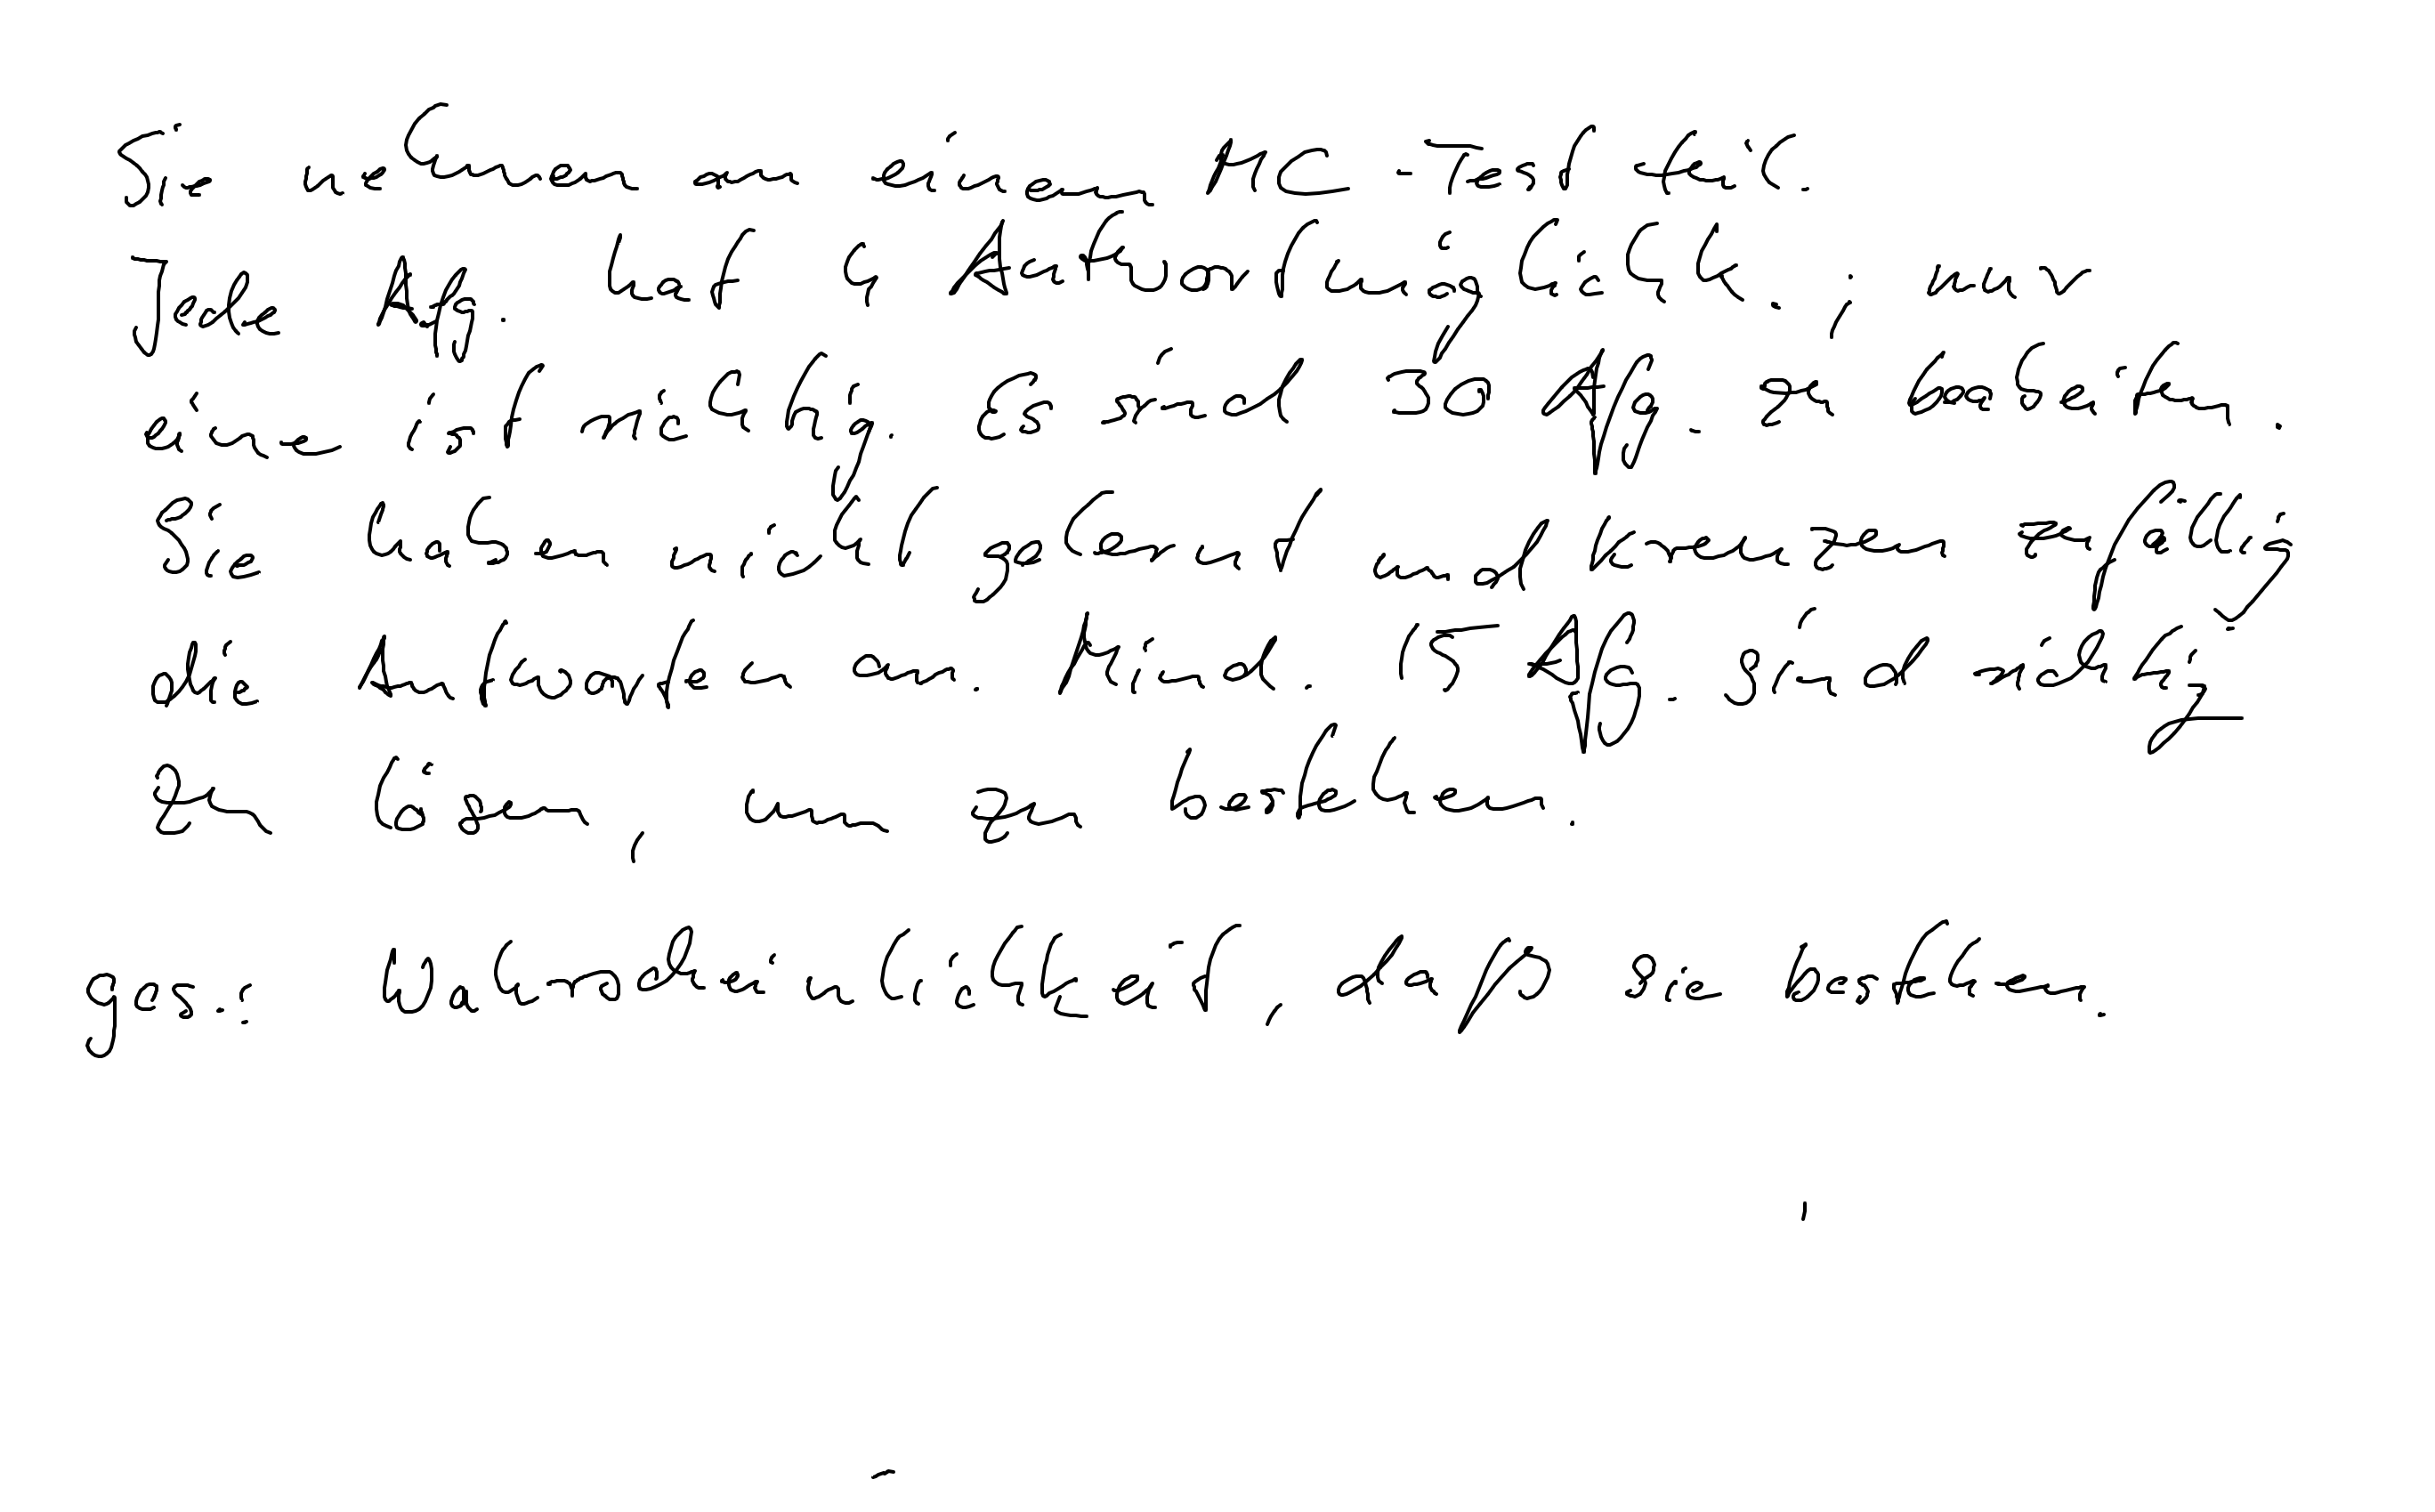 Sie nehmen an einem MC-Test teil.
Jede Afg. hat 4 Antwortmöglichk.; nur
eine ist richtig. Es sind 30 Afg. zu bearbeiten.
Sie haben nicht gelernt und kreuzen zufällig
die Antworten an. Mind. 15 Afg. sind richtig
zu lösen, um zu bestehen.
ges.: Wahrscheinlichkeit, daß sie bestehen.